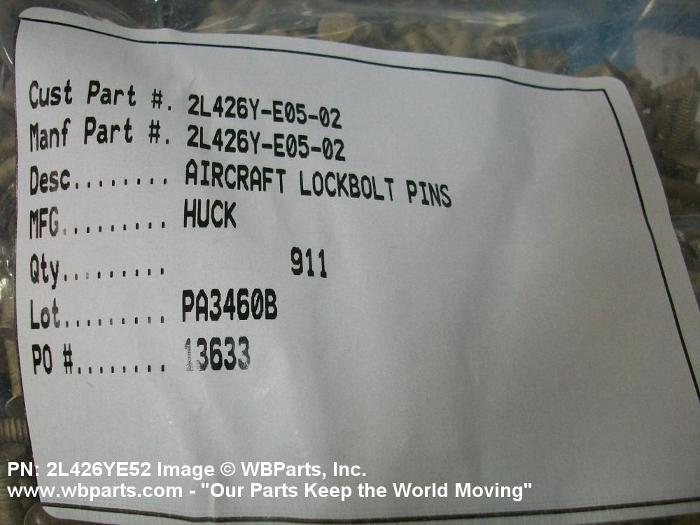 Cust Part #. 2L426Y-E05-02
Manf Part #. 2L426Y-E05-02
Desc........ AIRCRAFT LOCKBOLT PINS
MFG......... HUCK
Qty......... 911
Lot......... PA3460B
PO #........ 13633
PN: 2L426YE52 Image © WBParts, Inc.
www.wbparts.com - "Our Parts Keep the World Moving"